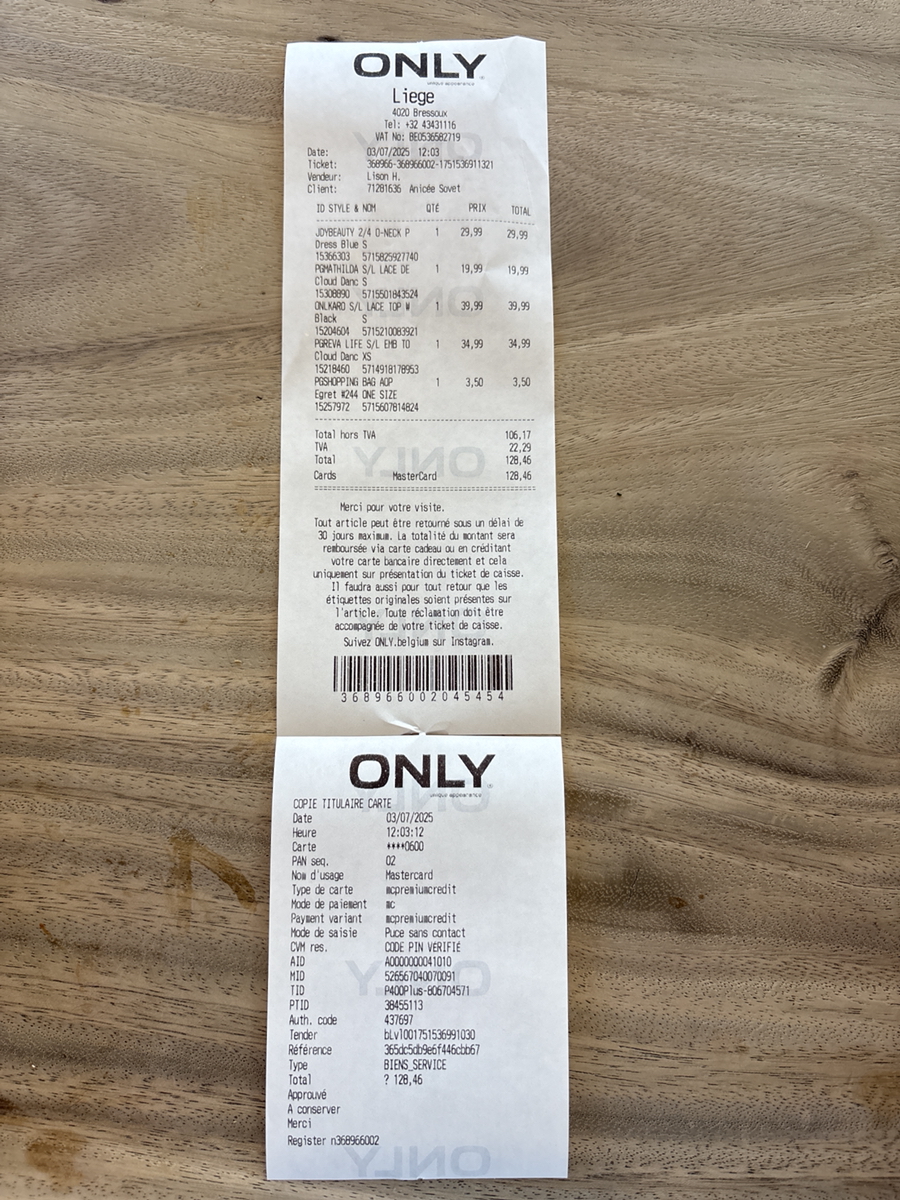 ONLY
unique appearance
Liege
4020 Bressoux
Tel: +32 43431116
VAT No: BE0536582719
Date: 03/07/2025 12:03
Ticket: 368966-368966002-1751536911321
Vendeur: Lison H.
Client: 71281636 Anicée Sovet
ID STYLE & NOM QTÉ PRIX TOTAL
JDYBEAUTY 2/4 O-NECK P 1 29,99 29,99
Dress Blue S
15366303 5715825927740
PGMATHILDA S/L LACE DE 1 19,99 19,99
Cloud Danc S
15308890 5715501843524
ONLKARO S/L LACE TOP W 1 39,99 39,99
Black S
15204604 5715210083921
PGREVA LIFE S/L EMB TO 1 34,99 34,99
Cloud Danc XS
15218460 5714918178953
PGSHOPPING BAG AOP 1 3,50 3,50
Egret #244 ONE SIZE
15257972 5715607814824
Total hors TVA 106,17
TVA 22,29
Total 128,46
Cards MasterCard 128,46
Merci pour votre visite.
Tout article peut être retourné sous un délai de
30 jours maximum. La totalité du montant sera
remboursée via carte cadeau ou en créditant
votre carte bancaire directement et cela
uniquement sur présentation du ticket de caisse.
Il faudra aussi pour tout retour que les
étiquettes originales soient présentes sur
l'article. Toute réclamation doit être
accompagnée de votre ticket de caisse.
Suivez ONLY.belgium sur Instagram.
368966002045454
ONLY
unique appearance
COPIE TITULAIRE CARTE
Date 03/07/2025
Heure 12:03:12
Carte ****0600
PAN seq. 02
Nom d'usage Mastercard
Type de carte mcpremiumcredit
Mode de paiement mc
Payment variant mcpremiumcredit
Mode de saisie Puce sans contact
CVM res. CODE PIN VÉRIFIÉ
AID A0000000041010
MID 526567040070091
TID P400Plus-806704571
PTID 38455113
Auth. code 437697
Tender bLvl001751536991030
Référence 365dc5db9e6f446cbb67
Type BIENS_SERVICE
Total ? 128,46
Approuvé
A conserver
Merci
Register n368966002